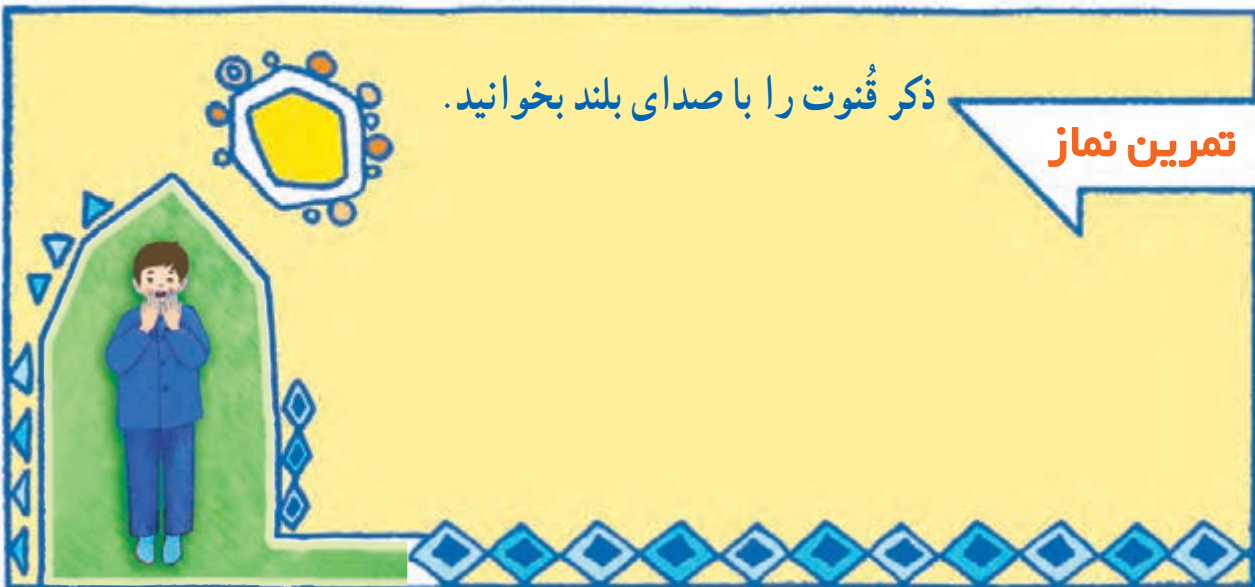 تمرین نماز
ذکر قُنوت را با صدای بلند بخوانید.